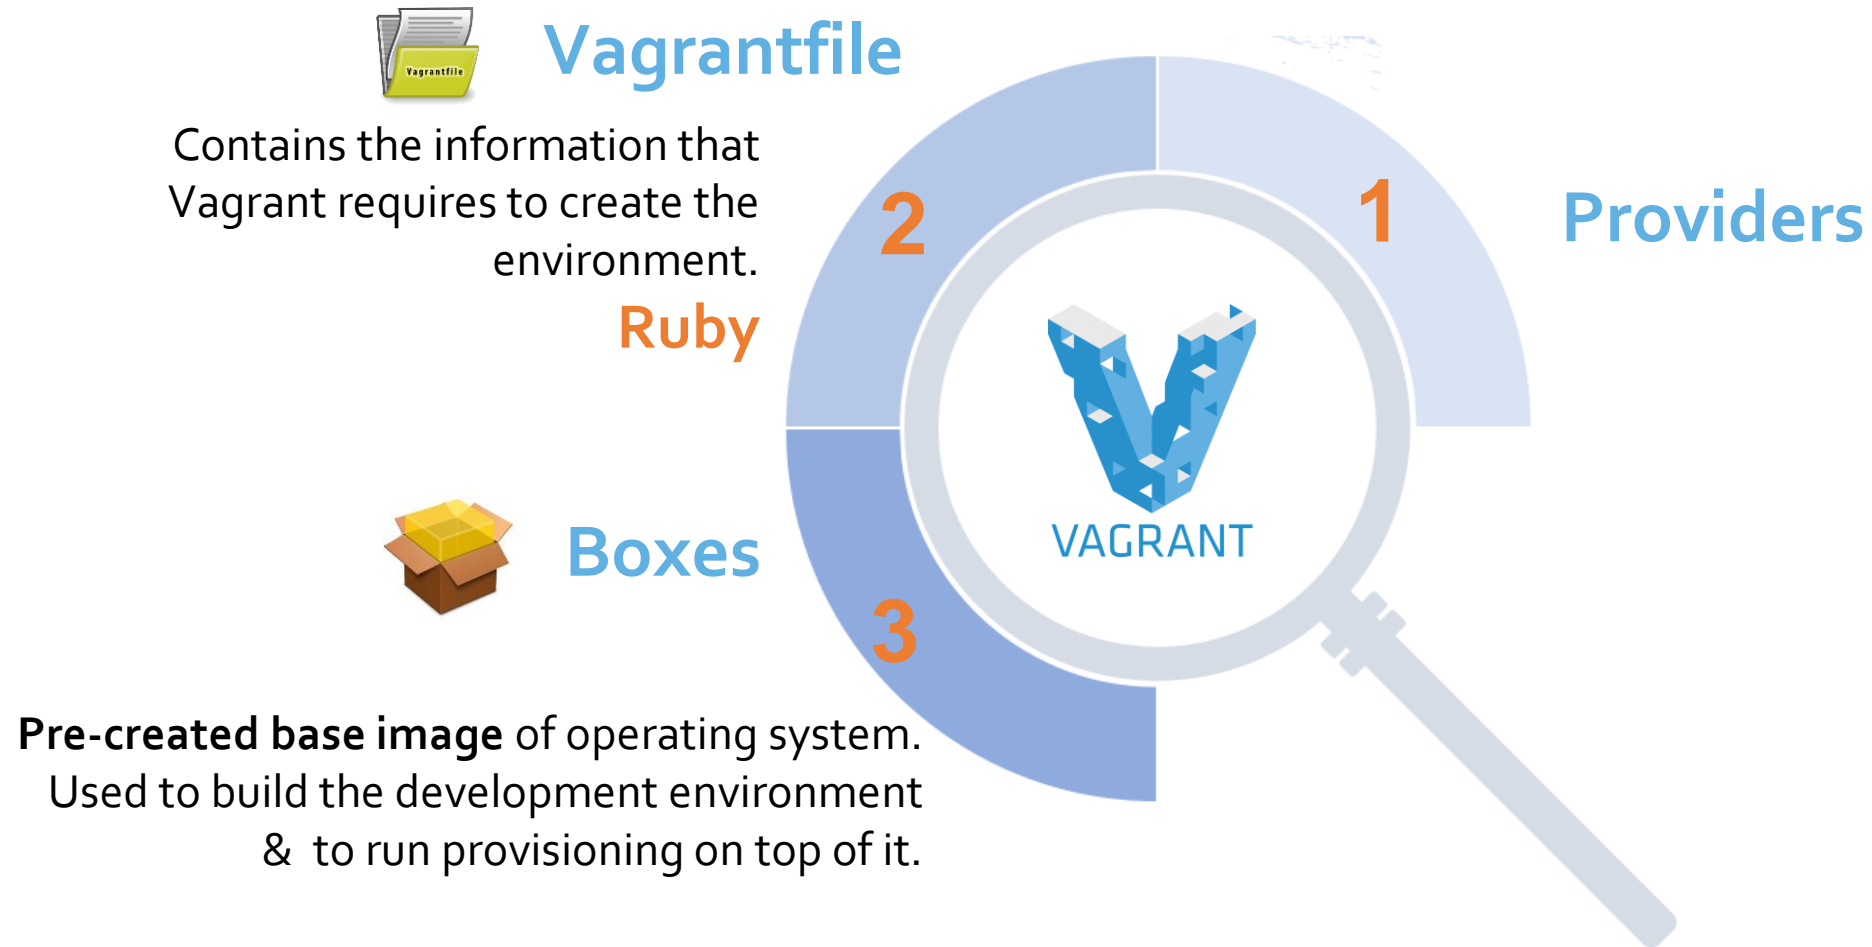 Vagrantfile
Vagrantfile
Contains the information that
Vagrant requires to create the
environment.
Ruby
2
1
Providers
VAGRANT
Boxes
3
Pre-created base image of operating system.
Used to build the development environment
& to run provisioning on top of it.